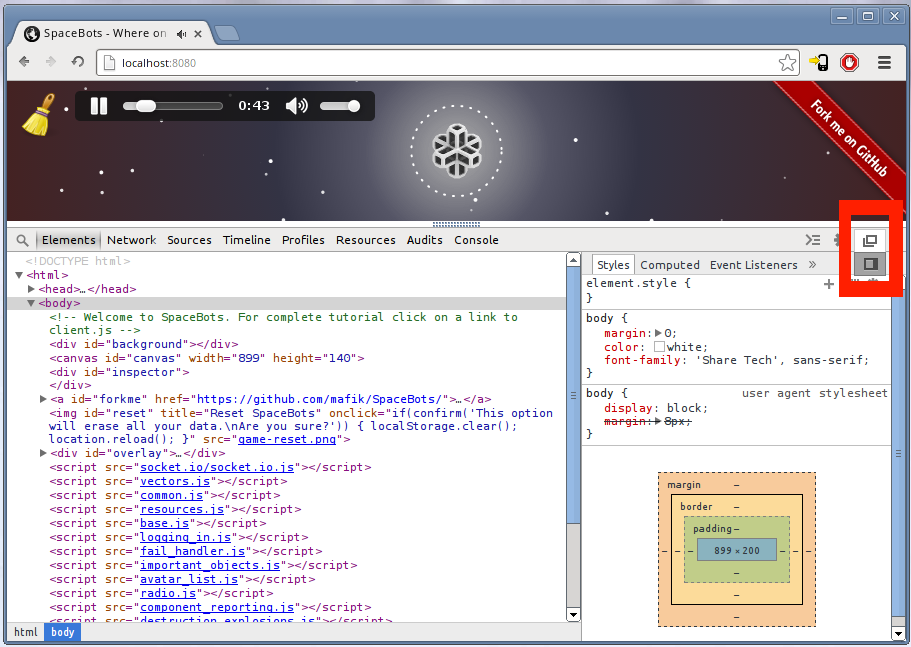 SpaceBots - Where on
localhost:8080
0:43
Fork me on GitHub
Elements Network Sources Timeline Profiles Resources Audits Console
<!DOCTYPE html>
<html>
<head>…</head>
<body>
<!-- Welcome to SpaceBots. For complete tutorial click on a link to
client.js -->
<div id="background"></div>
<canvas id="canvas" width="899" height="140">
<div id="inspector">
</div>
<a id="forkme" href="https://github.com/mafik/SpaceBots/">…</a>
<img id="reset" title="Reset SpaceBots" onclick="if(confirm('This option
will erase all your data.\nAre you sure?')) { localStorage.clear();
location.reload(); }" src="game-reset.png">
<div id="overlay">…</div>
<script src="socket.io/socket.io.js"></script>
<script src="vectors.js"></script>
<script src="common.js"></script>
<script src="resources.js"></script>
<script src="base.js"></script>
<script src="logging_in.js"></script>
<script src="fail_handler.js"></script>
<script src="important_objects.js"></script>
<script src="avatar_list.js"></script>
<script src="radio.js"></script>
<script src="component_reporting.js"></script>
<script src="destruction_explosions.js"></script>
html body
Styles Computed Event Listeners »
element.style {
}
body {
margin: 0;
color: white;
font-family: 'Share Tech', sans-serif;
}
body { user agent stylesheet
display: block;
margin: 8px;
}
margin –
border –
padding –
– – – 899 × 200 – – –
–
–
–